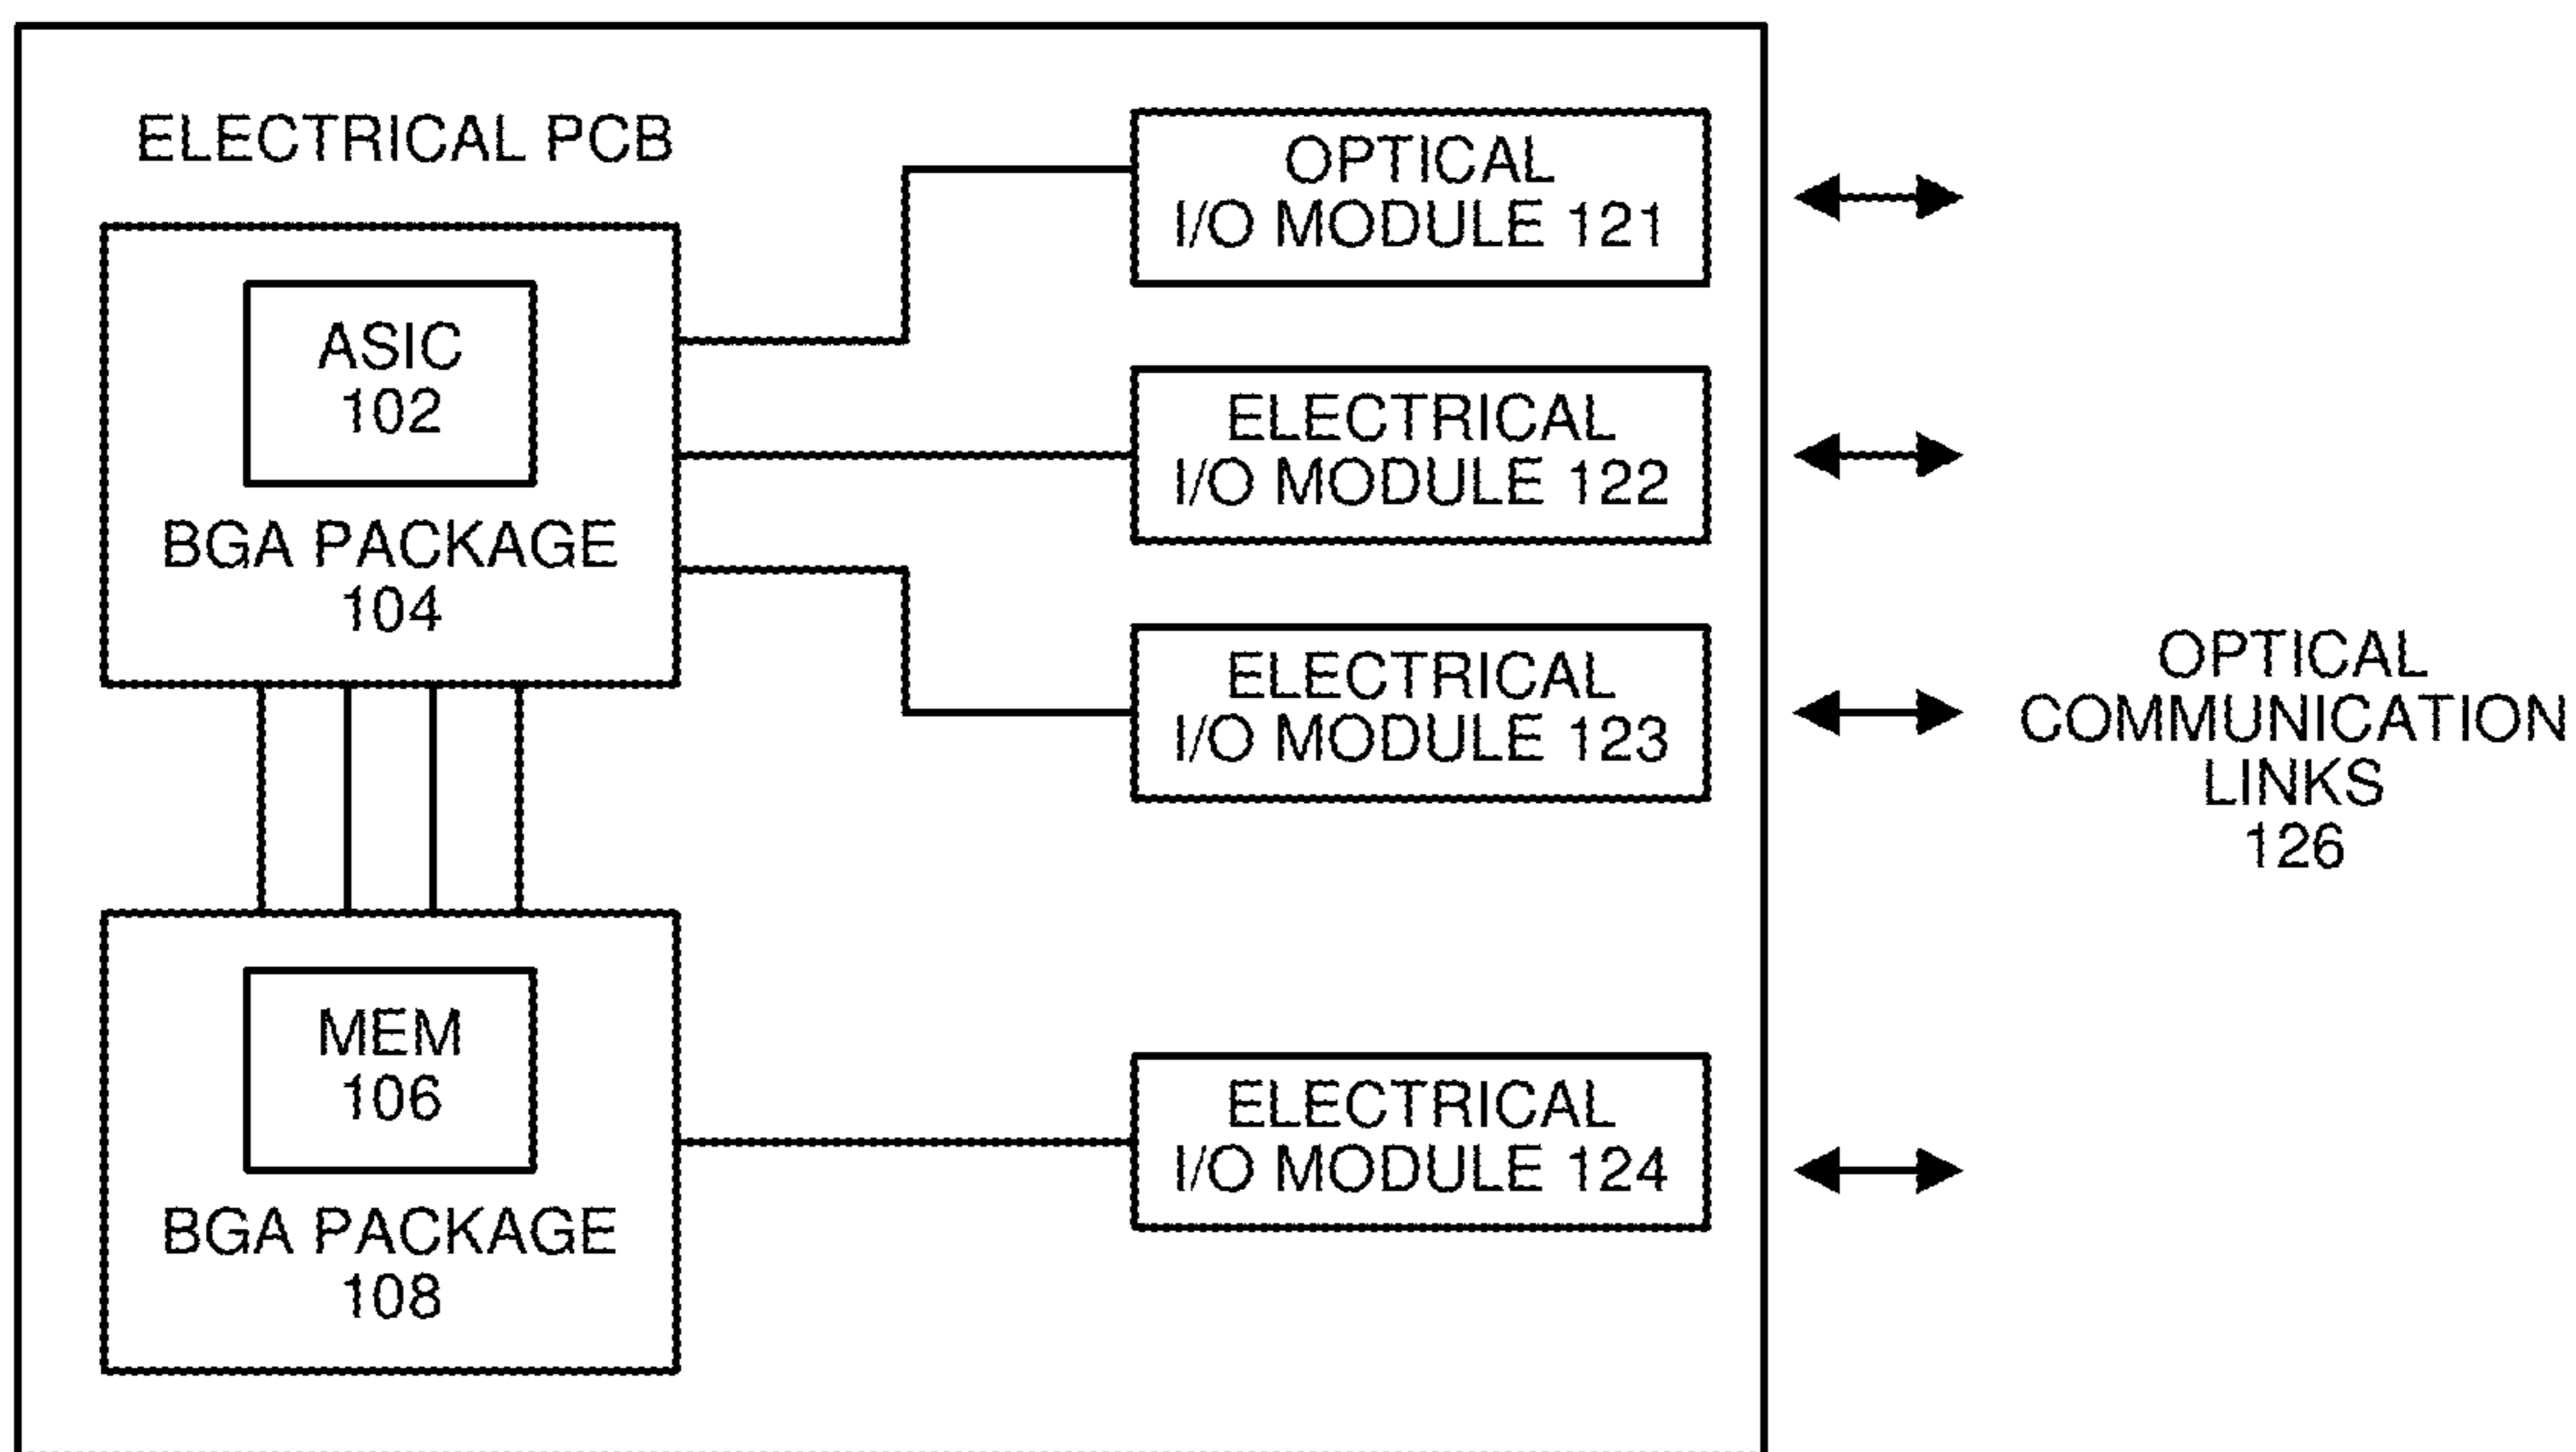 ELECTRICAL PCB
ASIC
102
BGA PACKAGE
104
MEM
106
BGA PACKAGE
108
OPTICAL
I/O MODULE 121
ELECTRICAL
I/O MODULE 122
ELECTRICAL
I/O MODULE 123
ELECTRICAL
I/O MODULE 124
OPTICAL
COMMUNICATION
LINKS
126